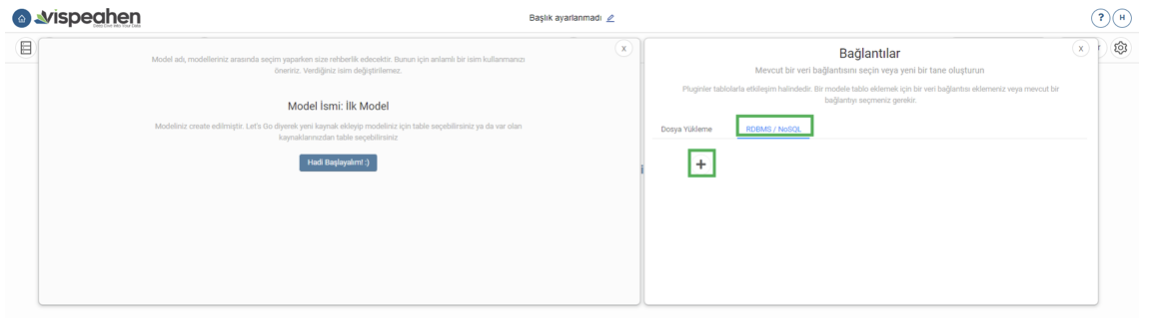 vispeahen
Data Dive Into Your Data
Başlık ayarlanmadı
?
H
x
Model adı, modelleriniz arasında seçim yaparken size rehberlik edecektir. Bunun için anlamlı bir isim kullanmanızı
öneririz. Verdiğiniz isim değiştirilemez.
Model İsmi: İlk Model
Modeliniz create edilmiştir. Let's Go diyerek yeni kaynak ekleyip modeliniz için table seçebilirsiniz ya da var olan
kaynaklarınızdan table seçebilirsiniz
Hadi Başlayalım! :)
x
Bağlantılar
Mevcut bir veri bağlantısını seçin veya yeni bir tane oluşturun
Pluginler tablolarla etkileşim halindedir. Bir modele tablo eklemek için bir veri bağlantısı eklemeniz veya mevcut bir
bağlantıyı seçmeniz gerekir.
Dosya Yükleme
RDBMS / NoSQL
+